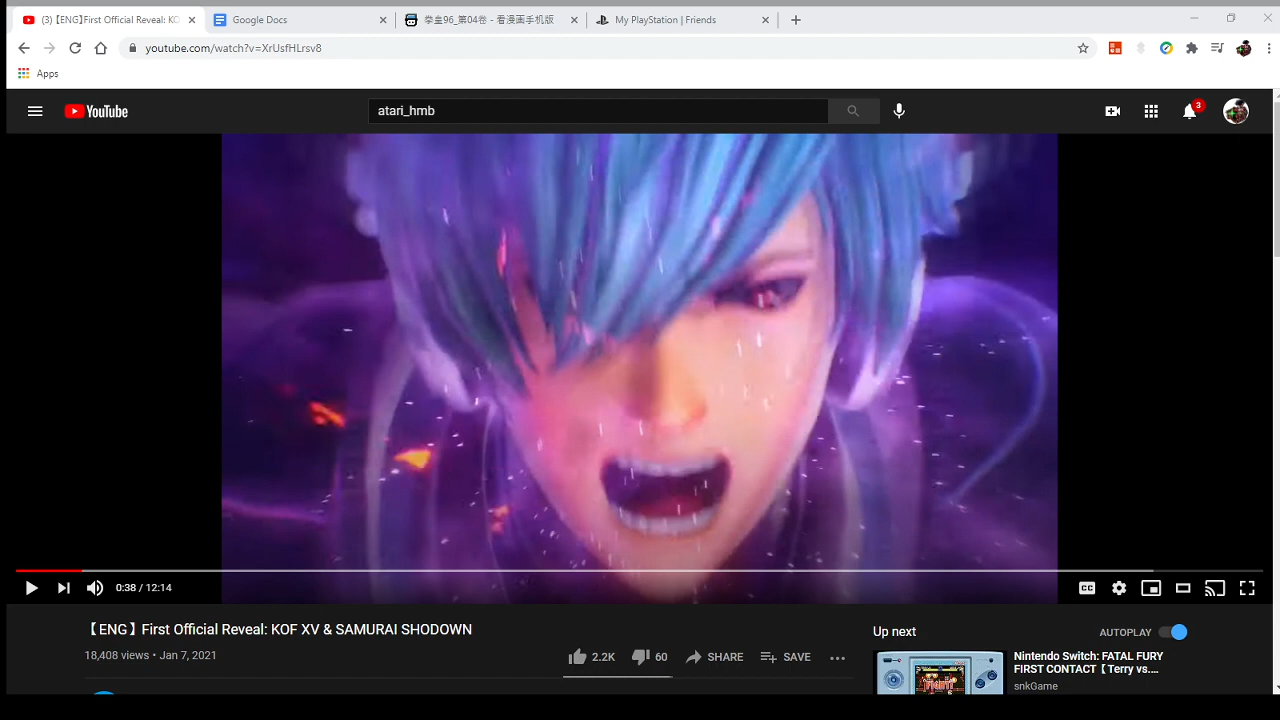 (3) 【ENG】First Official Reveal: KO
Google Docs
拳皇96_第04卷 - 看漫画手机版
My PlayStation | Friends
youtube.com/watch?v=XrUsfHLrsv8
Apps
YouTube
atari_hmb
3
0:38 / 12:14
CC
【ENG】First Official Reveal: KOF XV & SAMURAI SHODOWN
18,408 views • Jan 7, 2021
2.2K
60
SHARE
SAVE
Up next
AUTOPLAY
Nintendo Switch: FATAL FURY
FIRST CONTACT【Terry vs....
snkGame